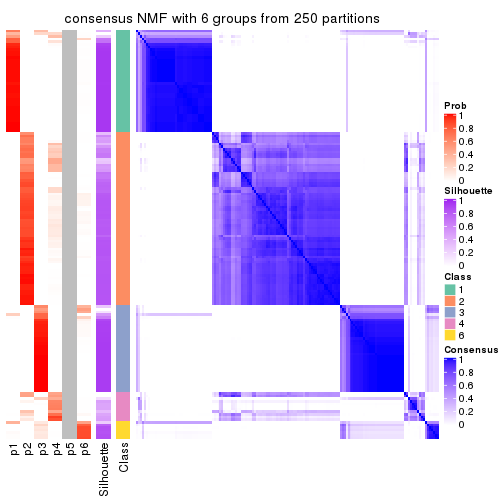 consensus NMF with 6 groups from 250 partitions
Prob
1
0.8
0.6
0.4
0.2
0
Silhouette
1
0.8
0.6
0.4
0.2
0
Class
1
2
3
4
6
Consensus
1
0.8
0.6
0.4
0.2
0
p1
p2
p3
p4
p5
p6
Silhouette
Class